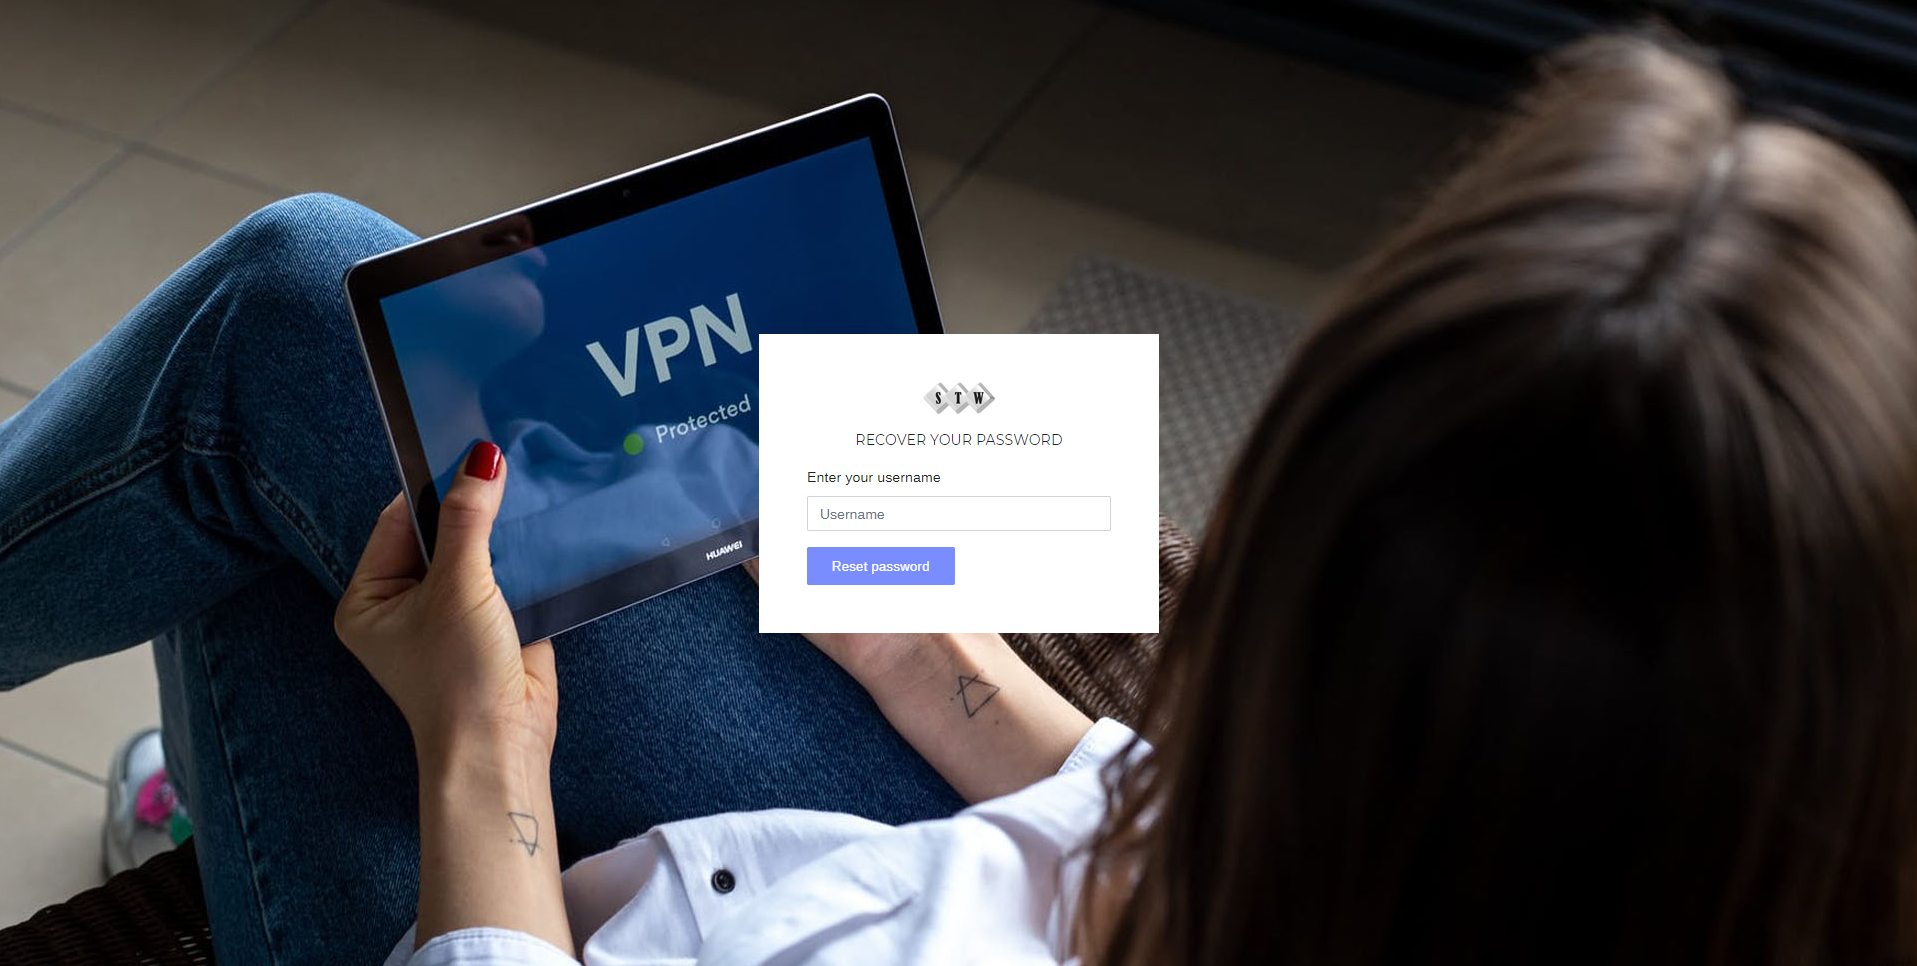 VPN
Protected
HUAWEI
S T W
RECOVER YOUR PASSWORD
Enter your username
Username
Reset password